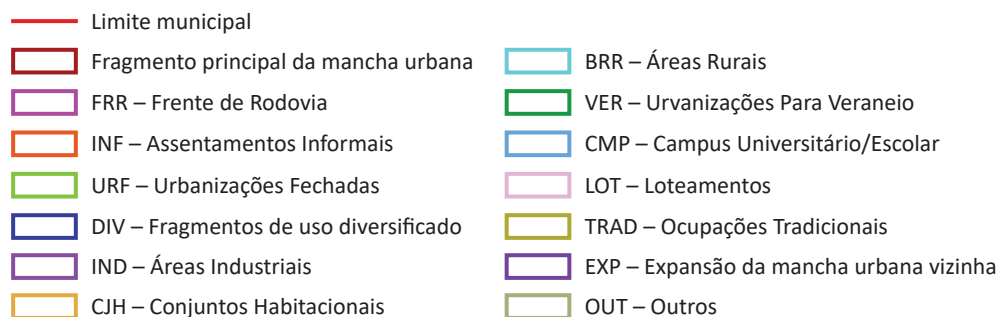 Limite municipal
Fragmento principal da mancha urbana
FRR – Frente de Rodovia
INF – Assentamentos Informais
URF – Urbanizações Fechadas
DIV – Fragmentos de uso diversificado
IND – Áreas Industriais
CJH – Conjuntos Habitacionais
BRR – Áreas Rurais
VER – Urvanizações Para Veraneio
CMP – Campus Universitário/Escolar
LOT – Loteamentos
TRAD – Ocupações Tradicionais
EXP – Expansão da mancha urbana vizinha
OUT – Outros